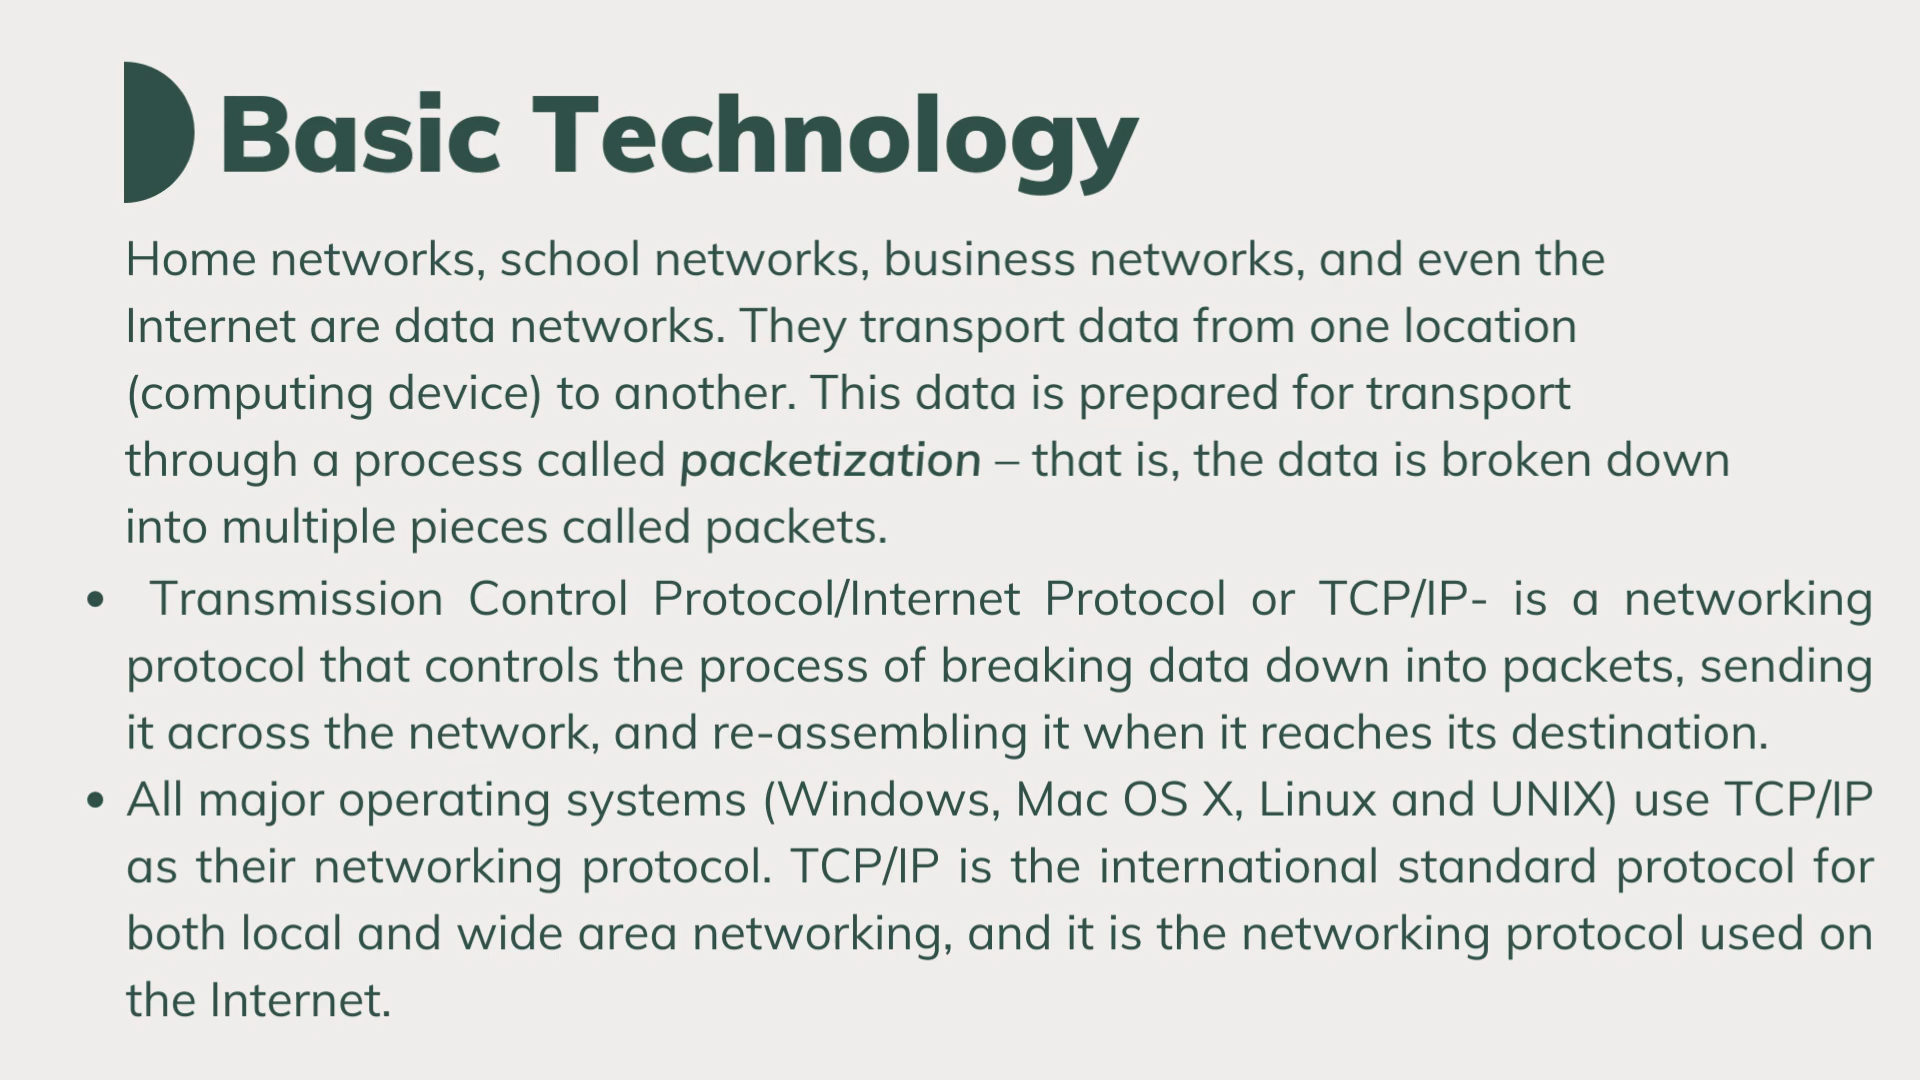 Basic Technology
Home networks, school networks, business networks, and even the
Internet are data networks. They transport data from one location
(computing device) to another. This data is prepared for transport
through a process called packetization – that is, the data is broken down
into multiple pieces called packets.
• Transmission Control Protocol/Internet Protocol or TCP/IP- is a networking
protocol that controls the process of breaking data down into packets, sending
it across the network, and re-assembling it when it reaches its destination.
• All major operating systems (Windows, Mac OS X, Linux and UNIX) use TCP/IP
as their networking protocol. TCP/IP is the international standard protocol for
both local and wide area networking, and it is the networking protocol used on
the Internet.